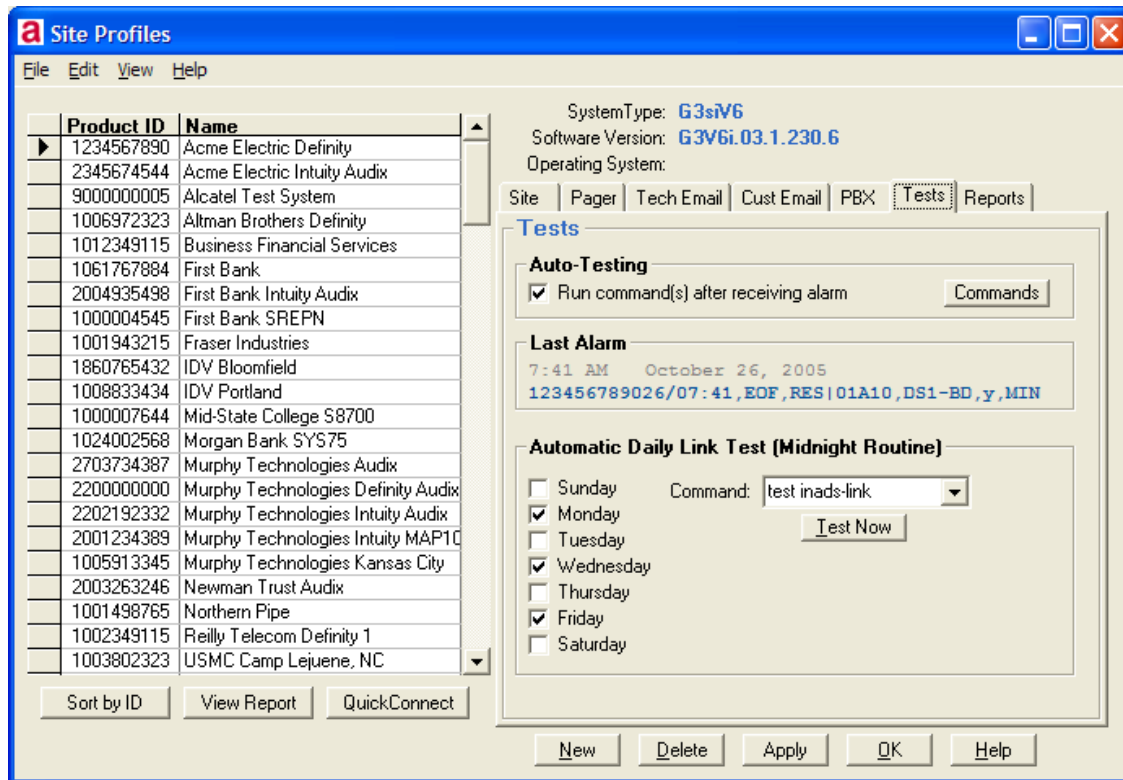 a Site Profiles
File Edit View Help
Product ID Name
1234567890 Acme Electric Definity
2345674544 Acme Electric Intuity Audix
9000000005 Alcatel Test System
1006972323 Altman Brothers Definity
1012349115 Business Financial Services
1061767884 First Bank
2004935498 First Bank Intuity Audix
1000004545 First Bank SREPN
1001943215 Fraser Industries
1860765432 IDV Bloomfield
1008833434 IDV Portland
1000007644 Mid-State College S8700
1024002568 Morgan Bank SYS75
2703734387 Murphy Technologies Audix
2200000000 Murphy Technologies Definity Audix
2202192332 Murphy Technologies Intuity Audix
2001234389 Murphy Technologies Intuity MAP10
1005913345 Murphy Technologies Kansas City
2003263246 Newman Trust Audix
1001498765 Northern Pipe
1002349115 Reilly Telecom Definity 1
1003802323 USMC Camp Lejuene, NC
Sort by ID View Report QuickConnect
SystemType: G3siV6
Software Version: G3V6i.03.1.230.6
Operating System:
Site Pager Tech Email Cust Email PBX Tests Reports
Tests
Auto-Testing
Run command(s) after receiving alarm Commands
Last Alarm
7:41 AM October 26, 2005
123456789026/07:41,EOF,RES|01A10,DS1-BD,y,MIN
Automatic Daily Link Test (Midnight Routine)
Sunday Command: test inads-link
Monday Test Now
Tuesday
Wednesday
Thursday
Friday
Saturday
New Delete Apply OK Help